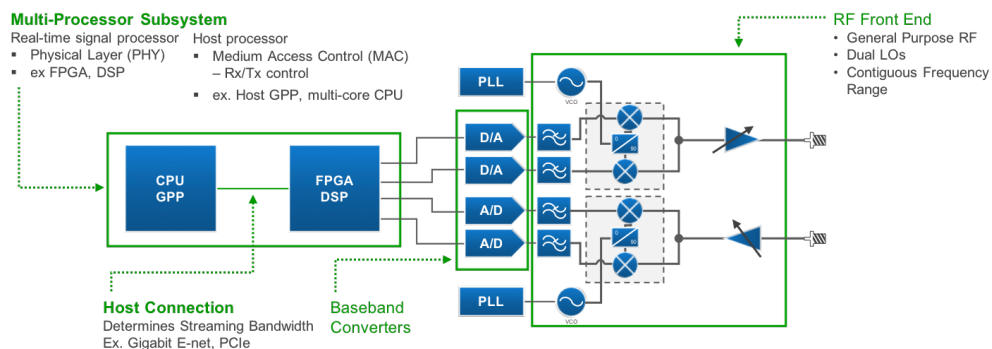 Multi-Processor Subsystem
Real-time signal processor
▪ Physical Layer (PHY)
▪ ex FPGA, DSP
Host processor
▪ Medium Access Control (MAC)
– Rx/Tx control
▪ ex. Host GPP, multi-core CPU
RF Front End
• General Purpose RF
• Dual LOs
• Contiguous Frequency
Range
PLL
VCO
D/A
0
90
D/A
CPU
GPP
FPGA
DSP
A/D
0
90
A/D
PLL
VCO
Host Connection
Determines Streaming Bandwidth
Ex. Gigabit E-net, PCIe
Baseband
Converters